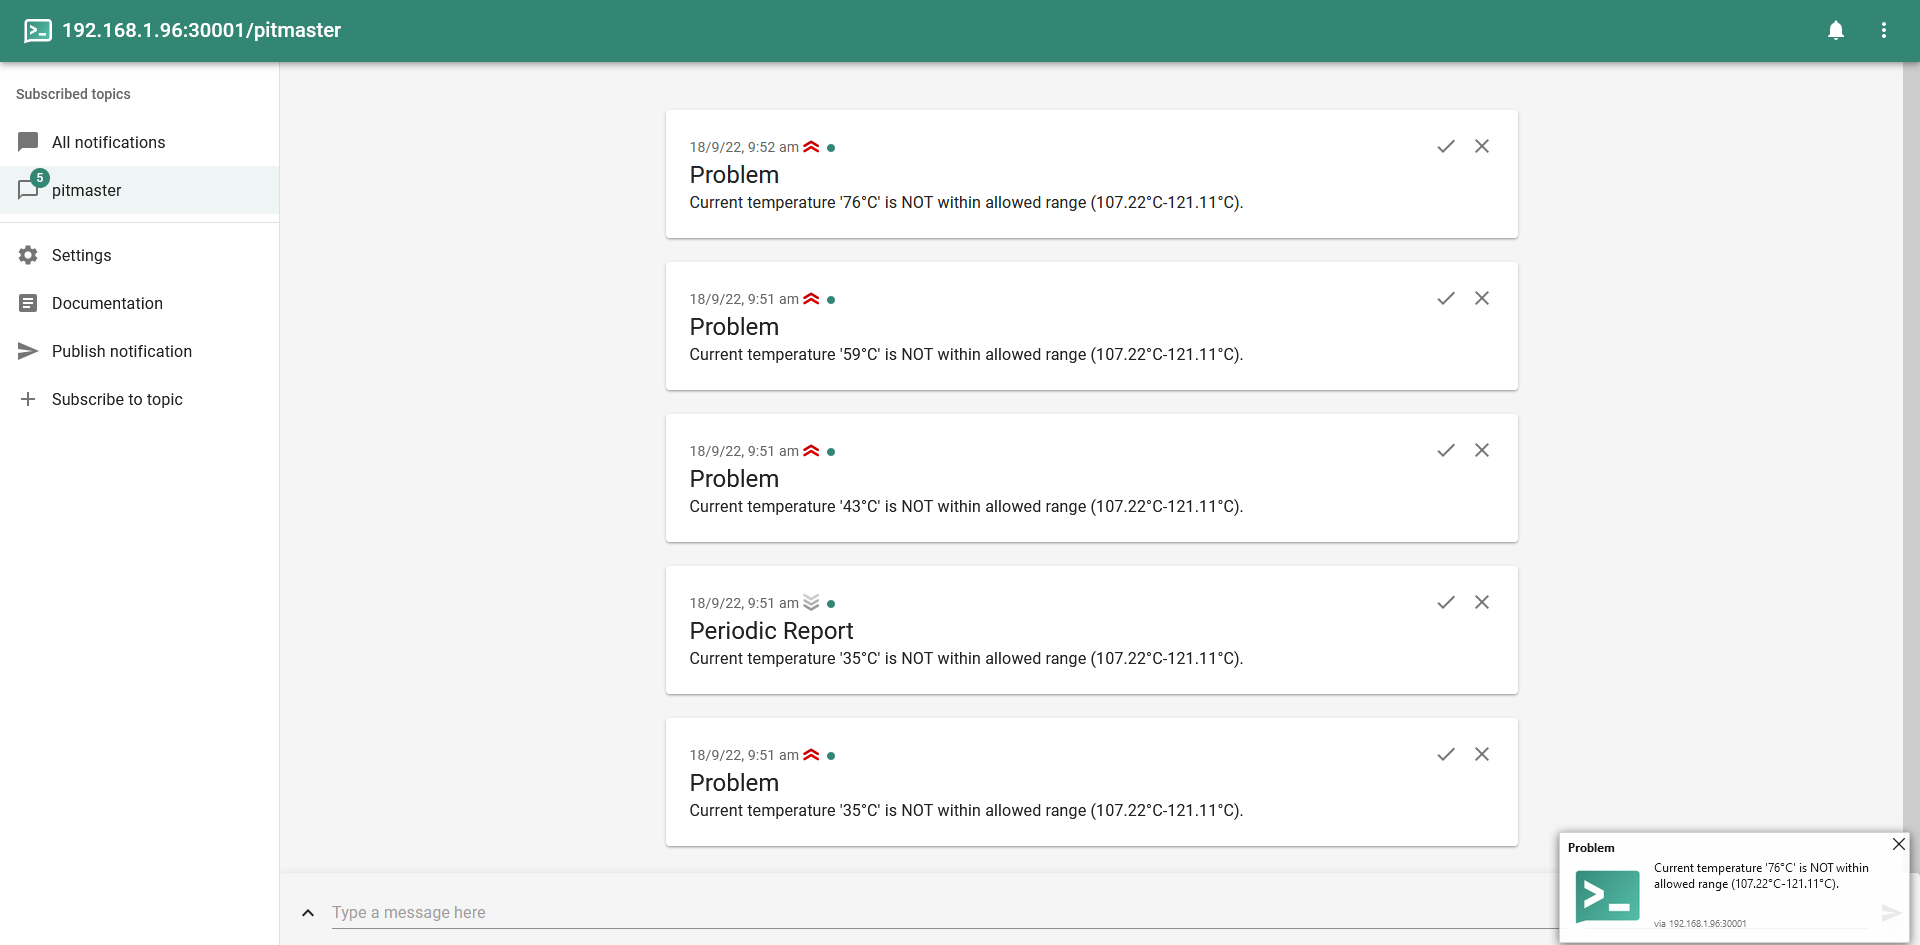 192.168.1.96:30001/pitmaster
Subscribed topics
All notifications
5
pitmaster
Settings
Documentation
Publish notification
Subscribe to topic
18/9/22, 9:52 am
Problem
Current temperature '76°C' is NOT within allowed range (107.22°C-121.11°C).
18/9/22, 9:51 am
Problem
Current temperature '59°C' is NOT within allowed range (107.22°C-121.11°C).
18/9/22, 9:51 am
Problem
Current temperature '43°C' is NOT within allowed range (107.22°C-121.11°C).
18/9/22, 9:51 am
Periodic Report
Current temperature '35°C' is NOT within allowed range (107.22°C-121.11°C).
18/9/22, 9:51 am
Problem
Current temperature '35°C' is NOT within allowed range (107.22°C-121.11°C).
Type a message here
Problem
Current temperature '76°C' is NOT within
allowed range (107.22°C-121.11°C).
via 192.168.1.96:30001